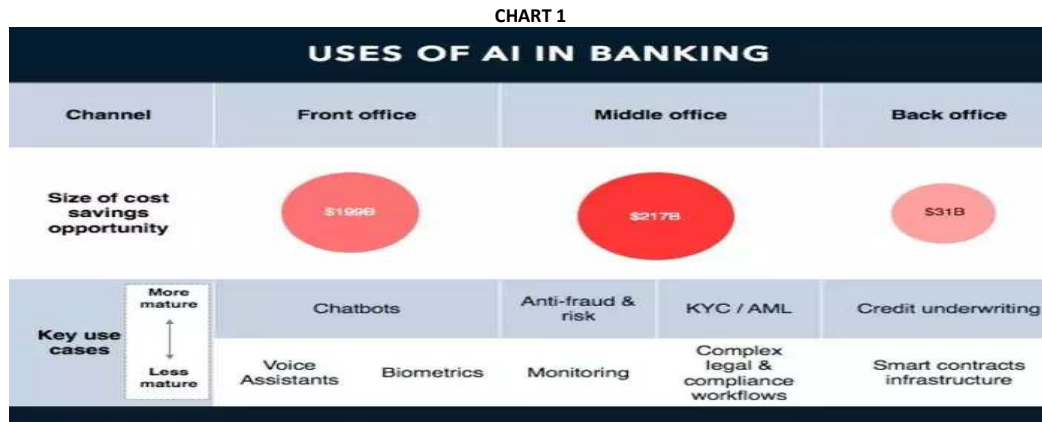 CHART 1
USES OF AI IN BANKING
Channel
Front office
Middle office
Back office
Size of cost
savings
opportunity
$199B
$217B
$31B
Key use
cases
More
mature
Less
mature
Chatbots
Anti-fraud &
risk
KYC / AML
Credit underwriting
Voice
Assistants
Biometrics
Monitoring
Complex
legal &
compliance
workflows
Smart contracts
infrastructure